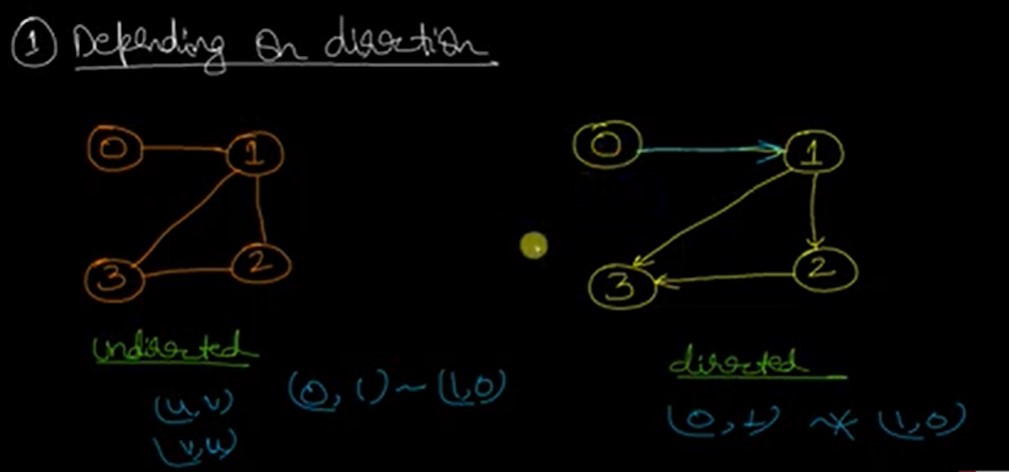 ① Depending on direction
0 1
3 2
0 1
3 2
undirected
(u,v) (0,1) ~ (1,0)
(v,u)
directed
(0,1) ≁ (1,0)